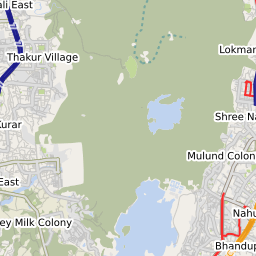 ali East
Lokman
Thakur Village
Shree Na
Kurar
Mulund Colon
East
ey Milk Colony
Nahu
Bhandup